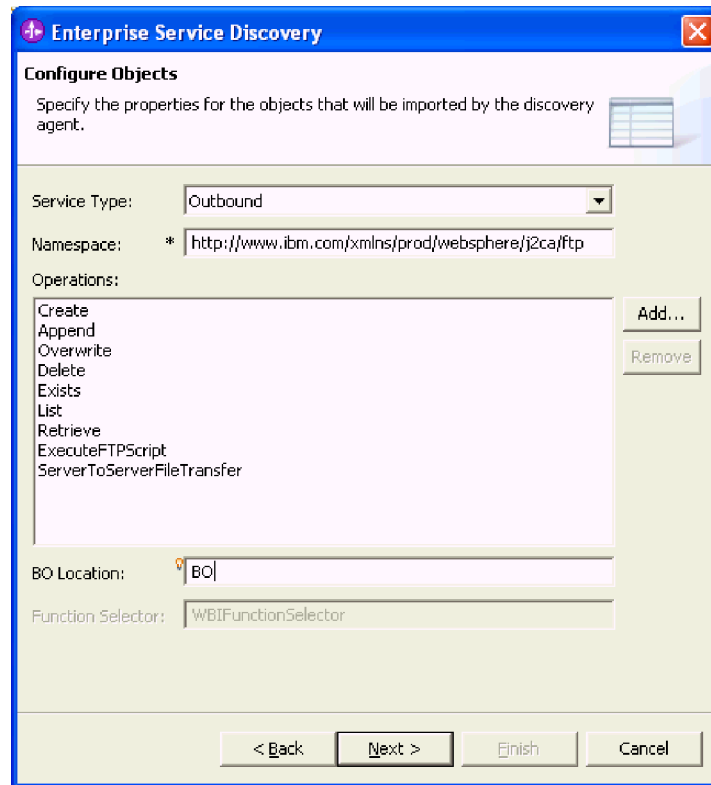 Enterprise Service Discovery
Configure Objects
Specify the properties for the objects that will be imported by the discovery
agent.
Service Type: Outbound
Namespace: * http://www.ibm.com/xmlns/prod/websphere/j2ca/ftp
Operations:
Create
Append
Overwrite
Delete
Exists
List
Retrieve
ExecuteFTPScript
ServerToServerFileTransfer
Add...
Remove
BO Location: BO
Function Selector: WBIFunctionSelector
< Back Next > Finish Cancel